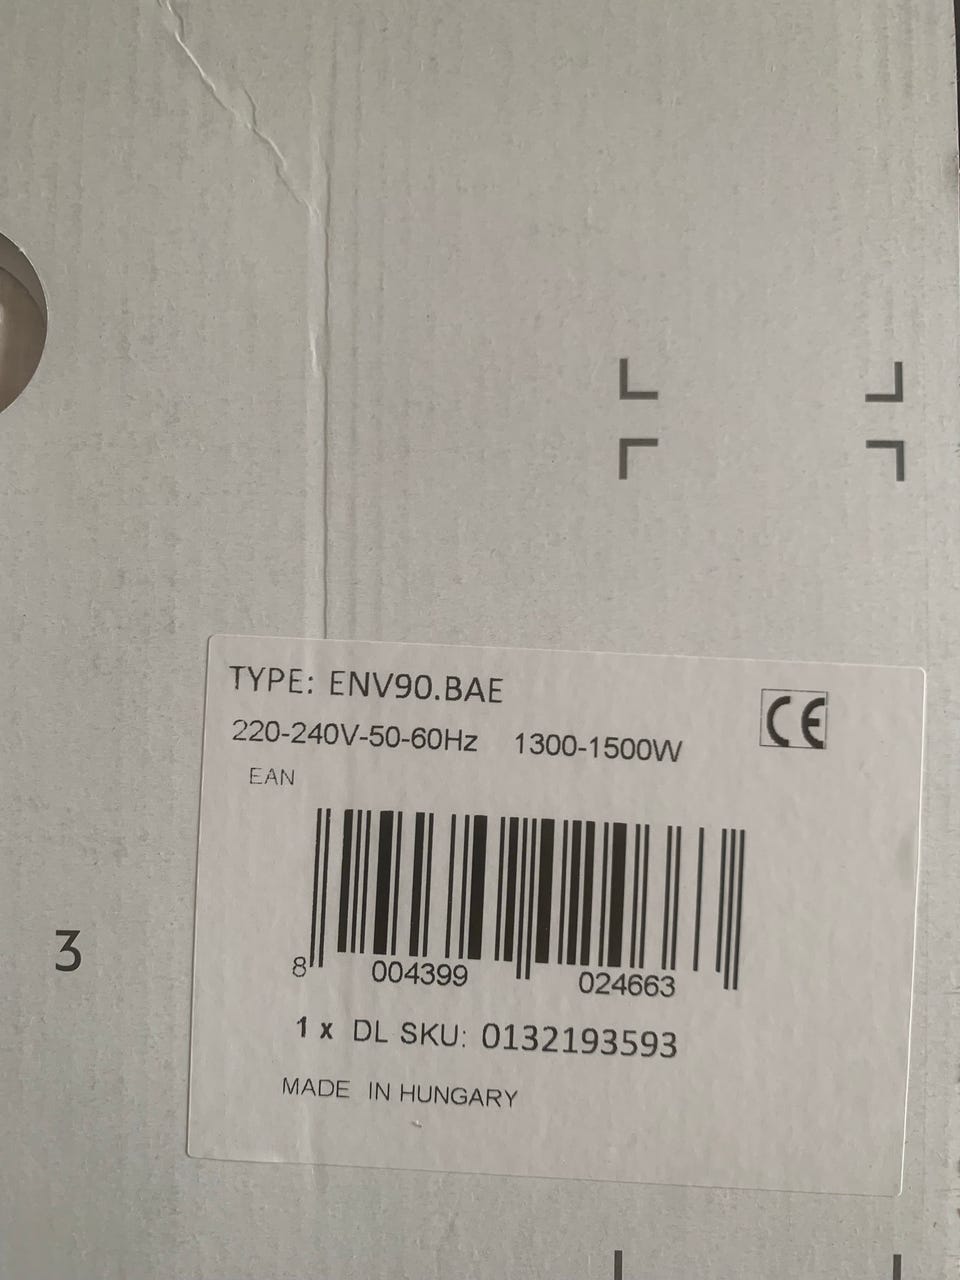 TYPE: ENV90.BAE
220-240V-50-60Hz 1300-1500W
CE
EAN
8 004399 024663
3
1 x DL SKU: 0132193593
MADE IN HUNGARY